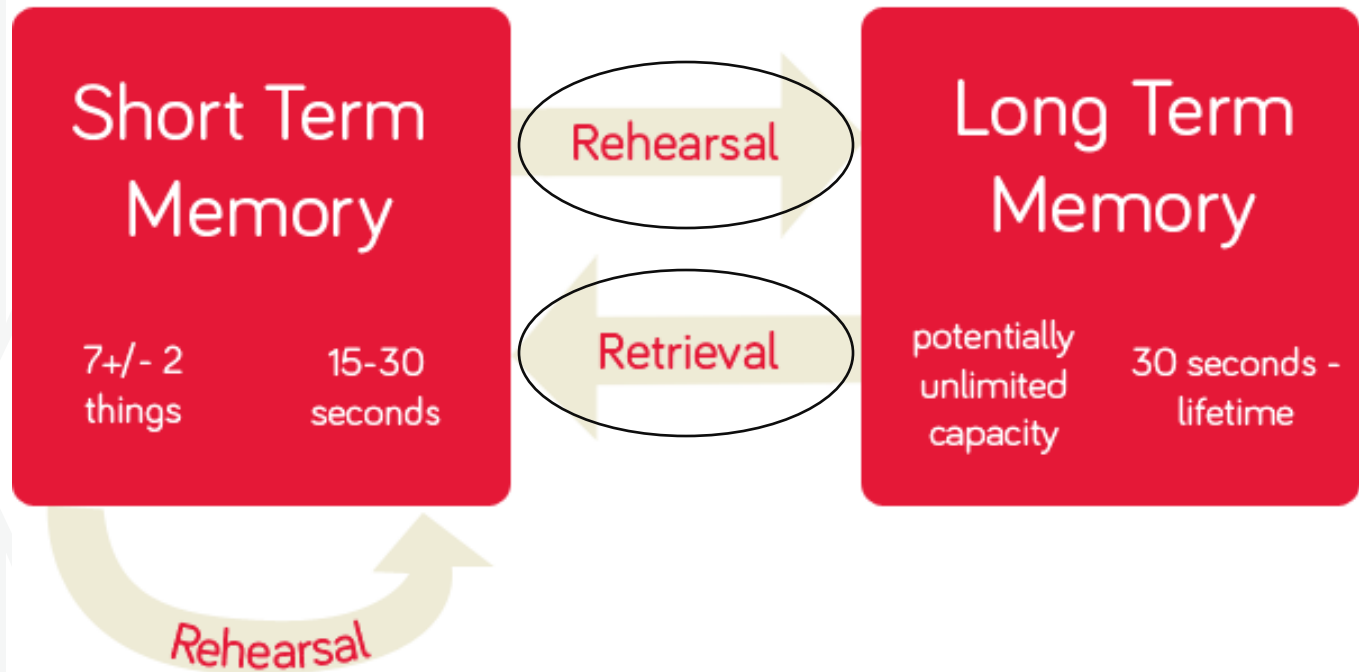 Short Term
Memory
7+/- 2
things
15-30
seconds
Rehearsal
Retrieval
Long Term
Memory
potentially
unlimited
capacity
30 seconds -
lifetime
Rehearsal